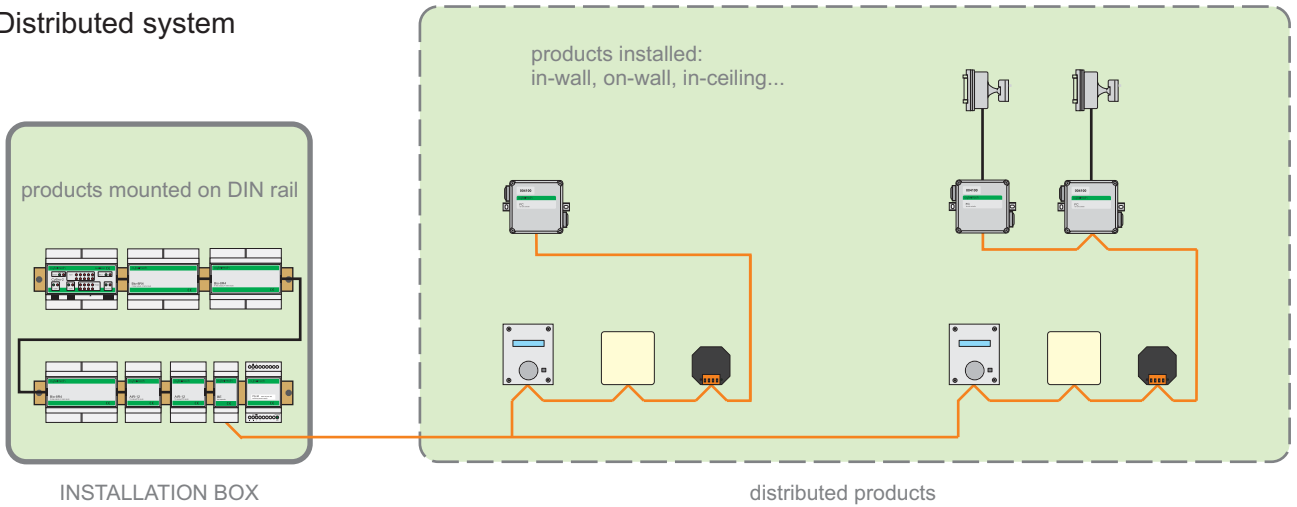 Distributed system
products installed:
in-wall, on-wall, in-ceiling...
products mounted on DIN rail
INSTALLATION BOX
distributed products